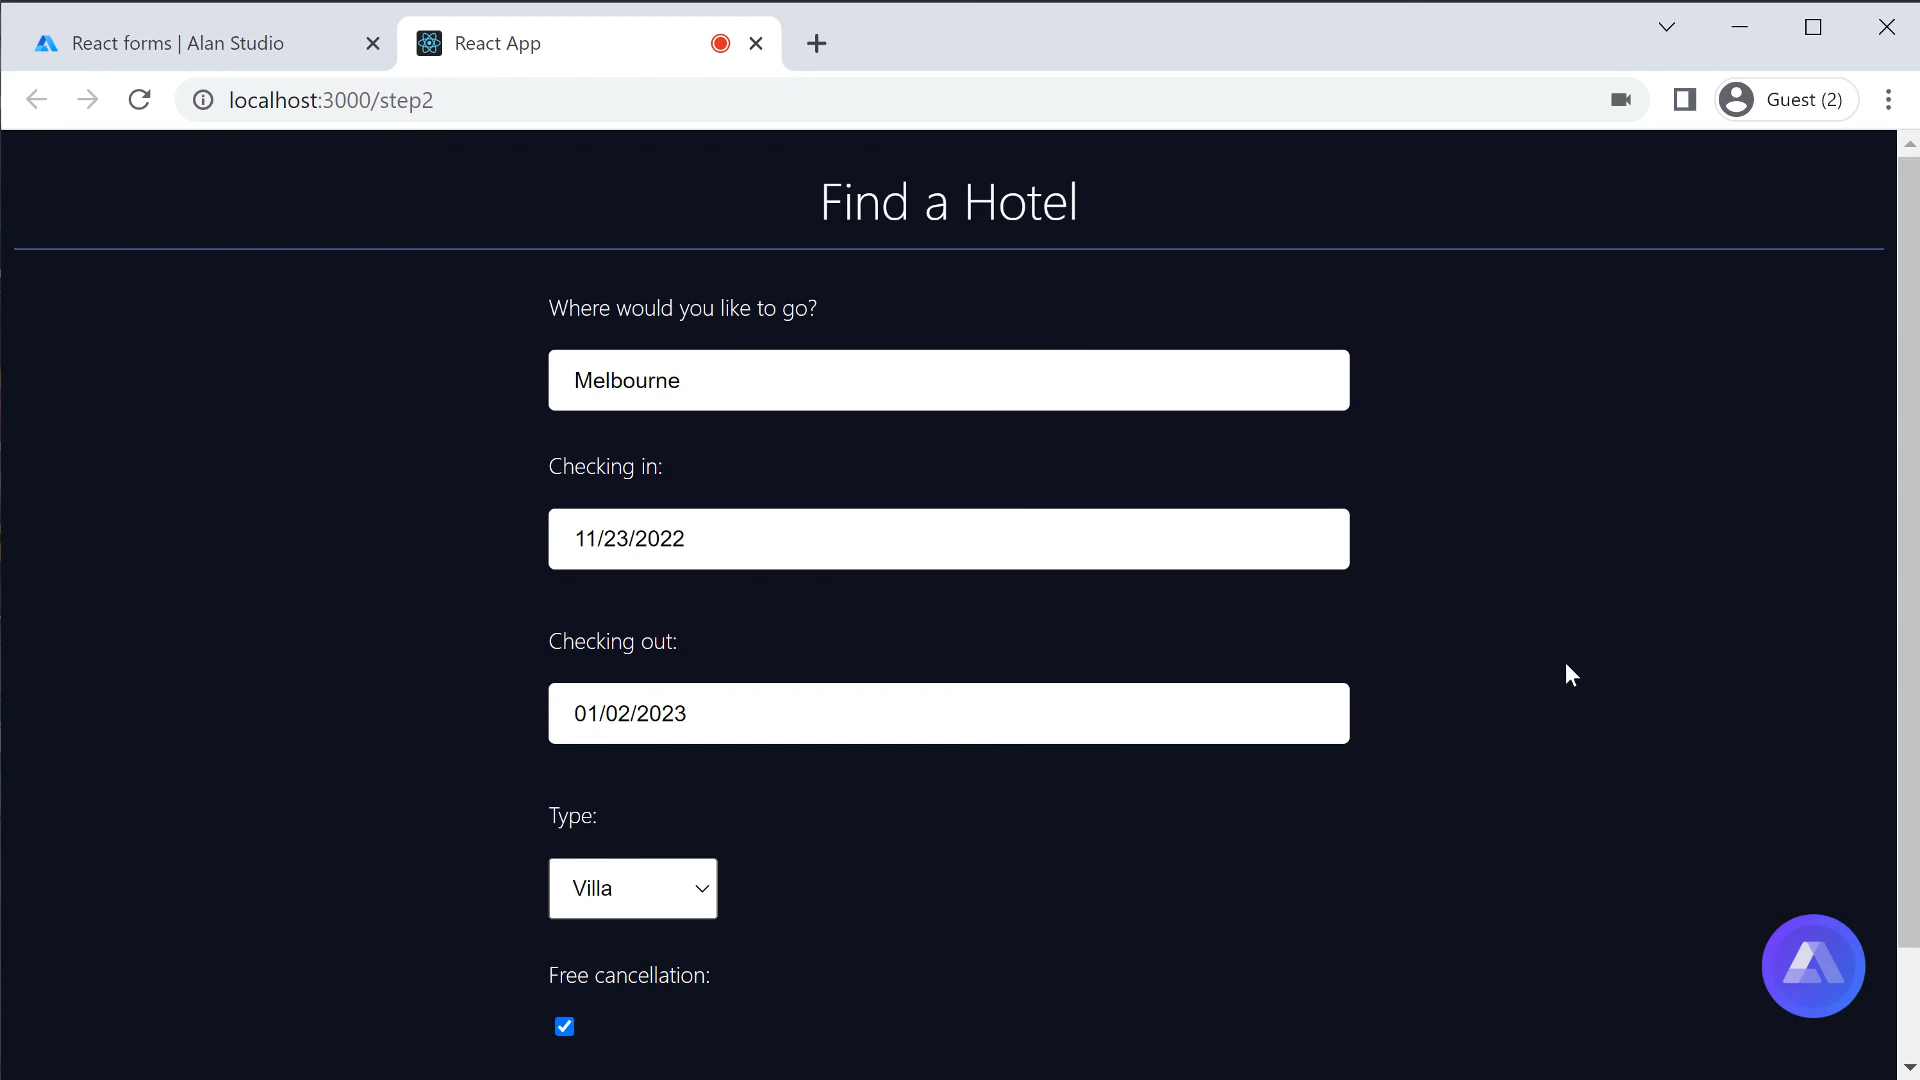 React forms | Alan Studio
React App
localhost:3000/step2
Guest (2)
Find a Hotel
Where would you like to go?
Melbourne
Checking in:
11/23/2022
Checking out:
01/02/2023
Type:
Villa
Free cancellation: